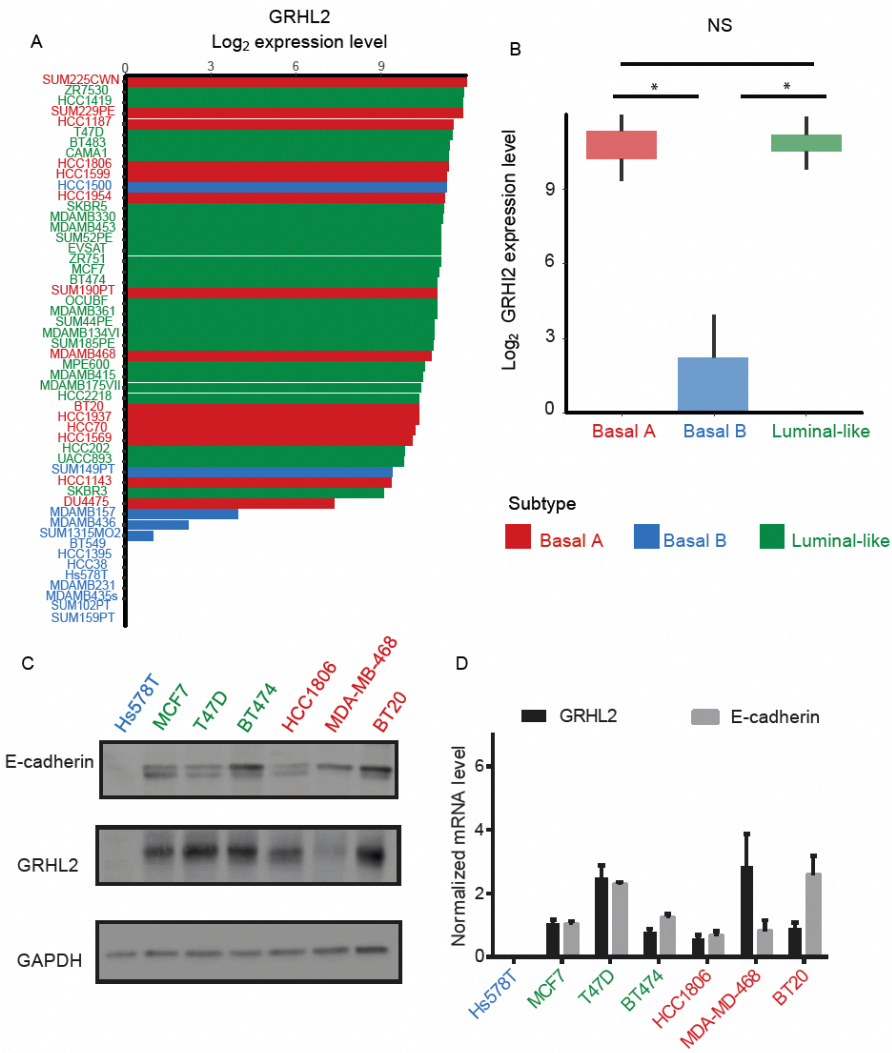 GRHL2
A
Log2 expression level
0 3 6 9
SUM225CWN
ZR7530
HCC1419
SUM229PE
HCC1187
T47D
BT483
CAMA1
HCC1806
HCC1599
HCC1500
HCC1954
SKBR5
MDAMB330
MDAMB453
SUM52PE
EVSAT
ZR751
MCF7
BT474
SUM190PT
OCUBF
MDAMB361
SUM44PE
MDAMB134VI
SUM185PE
MDAMB468
MPE600
MDAMB415
MDAMB175VII
HCC2218
BT20
HCC1937
HCC70
HCC1569
HCC202
UACC893
SUM149PT
HCC1143
SKBR3
DU4475
MDAMB157
MDAMB436
SUM1315MO2
BT549
HCC1395
HCC38
Hs578T
MDAMB231
MDAMB435s
SUM102PT
SUM159PT
B
NS
* *
Log2 GRHl2 expression level
9
6
3
0
Basal A Basal B Luminal-like
Subtype
Basal A Basal B Luminal-like
C
Hs578T MCF7 T47D BT474 HCC1806 MDA-MB-468 BT20
E-cadherin
GRHL2
GAPDH
D
GRHL2 E-cadherin
Normalized mRNA level
6
4
2
0
Hs578T MCF7 T47D BT474 HCC1806 MDA-MD-468 BT20